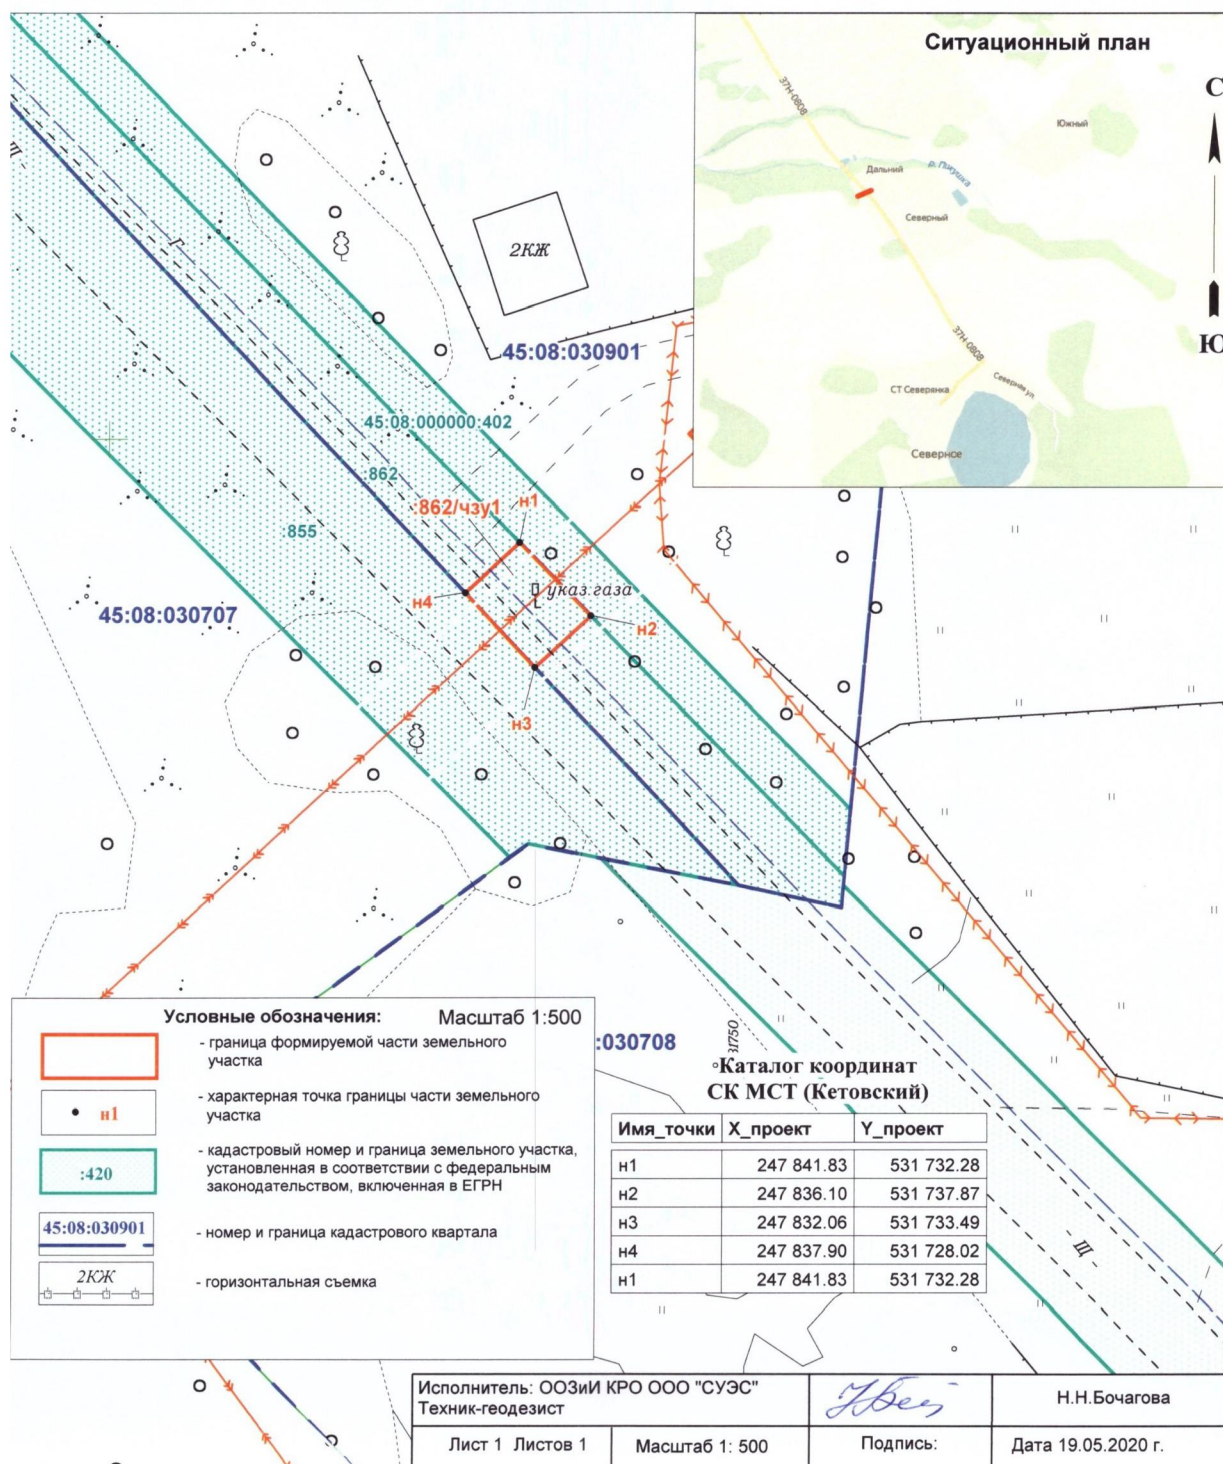 Ситуационный план
С
Ю
37Н-0808
Южный
Дальний
р. Пикушка
Северный
37Н-0808
Северная ул.
СТ Северянка
Северное
Щ
Г
2КЖ
45:08:030901
45:08:000000:402
:862
:862/чзу1
н1
:855
указ.газа
н4
н2
45:08:030707
н3
:030708
Щ
Условные обозначения:
Масштаб 1:500
- граница формируемой части земельного
участка
н1
- характерная точка границы части земельного
участка
:420
- кадастровый номер и граница земельного участка,
установленная в соответствии с федеральным
законодательством, включенная в ЕГРН
45:08:030901
- номер и граница кадастрового квартала
2КЖ
- горизонтальная съемка
Каталог координат
СК МСТ (Кетовский)
Имя_точки X_проект Y_проект
н1 247 841.83 531 732.28
н2 247 836.10 531 737.87
н3 247 832.06 531 733.49
н4 247 837.90 531 728.02
н1 247 841.83 531 732.28
Исполнитель: ООЗиИ КРО ООО "СУЭС"
Техник-геодезист
Н.Н.Бочагова
Лист 1 Листов 1
Масштаб 1: 500
Подпись:
Дата 19.05.2020 г.